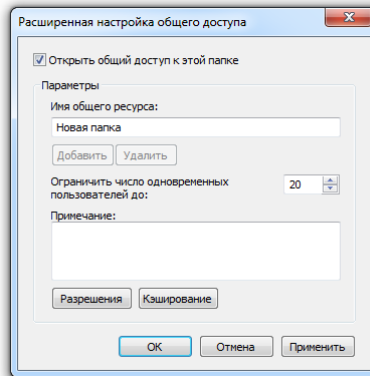 Расширенная настройка общего доступа
Открыть общий доступ к этой папке
Параметры
Имя общего ресурса:
Новая папка
Добавить Удалить
Ограничить число одновременных 20
пользователей до:
Примечание:
Разрешения Кэширование
ОК Отмена Применить